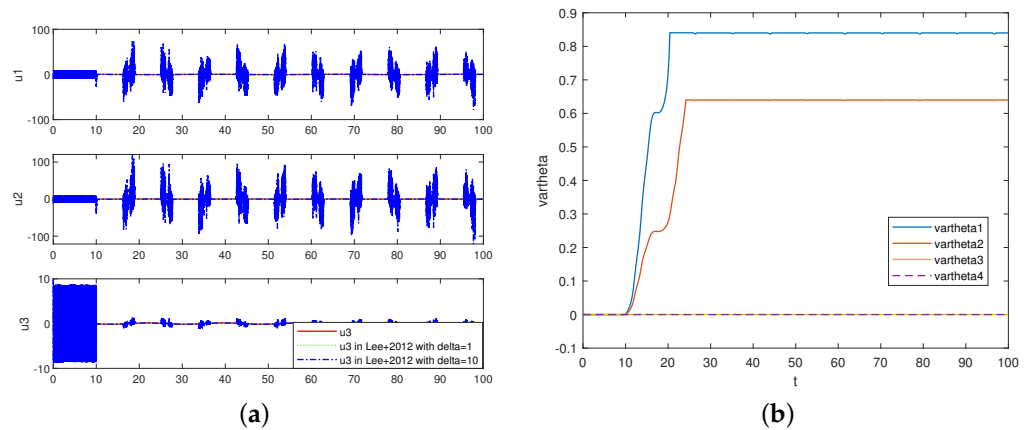 100
0
-100
u1
0 10 20 30 40 50 60 70 80 90 100
100
0
-100
u2
0 10 20 30 40 50 60 70 80 90 100
10
0
-10
u3
0 10 20 30 40 50 60 70 80 90 100
u3
u3 in Lee+2012 with delta=1
u3 in Lee+2012 with delta=10
(a)
0.9
0.8
0.7
0.6
0.5
0.4
0.3
0.2
0.1
0
-0.1
vartheta
0 10 20 30 40 50 60 70 80 90 100
t
vartheta1
vartheta2
vartheta3
vartheta4
(b)